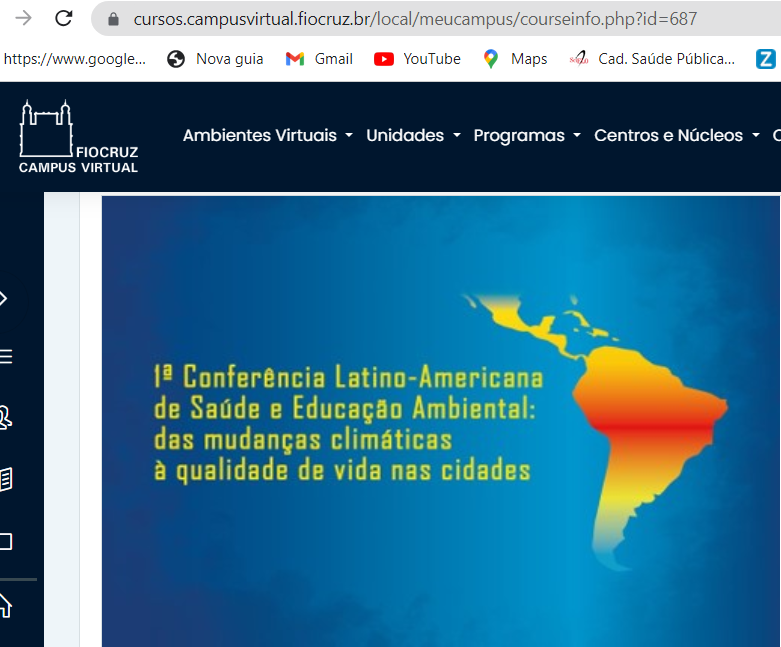 cursos.campusvirtual.fiocruz.br/local/meucampus/courseinfo.php?id=687
https://www.google... Nova guia Gmail YouTube Maps Cad. Saúde Pública... Z
FIOCRUZ
CAMPUS VIRTUAL
Ambientes Virtuais Unidades Programas Centros e Núcleos
1ª Conferência Latino-Americana
de Saúde e Educação Ambiental:
das mudanças climáticas
à qualidade de vida nas cidades